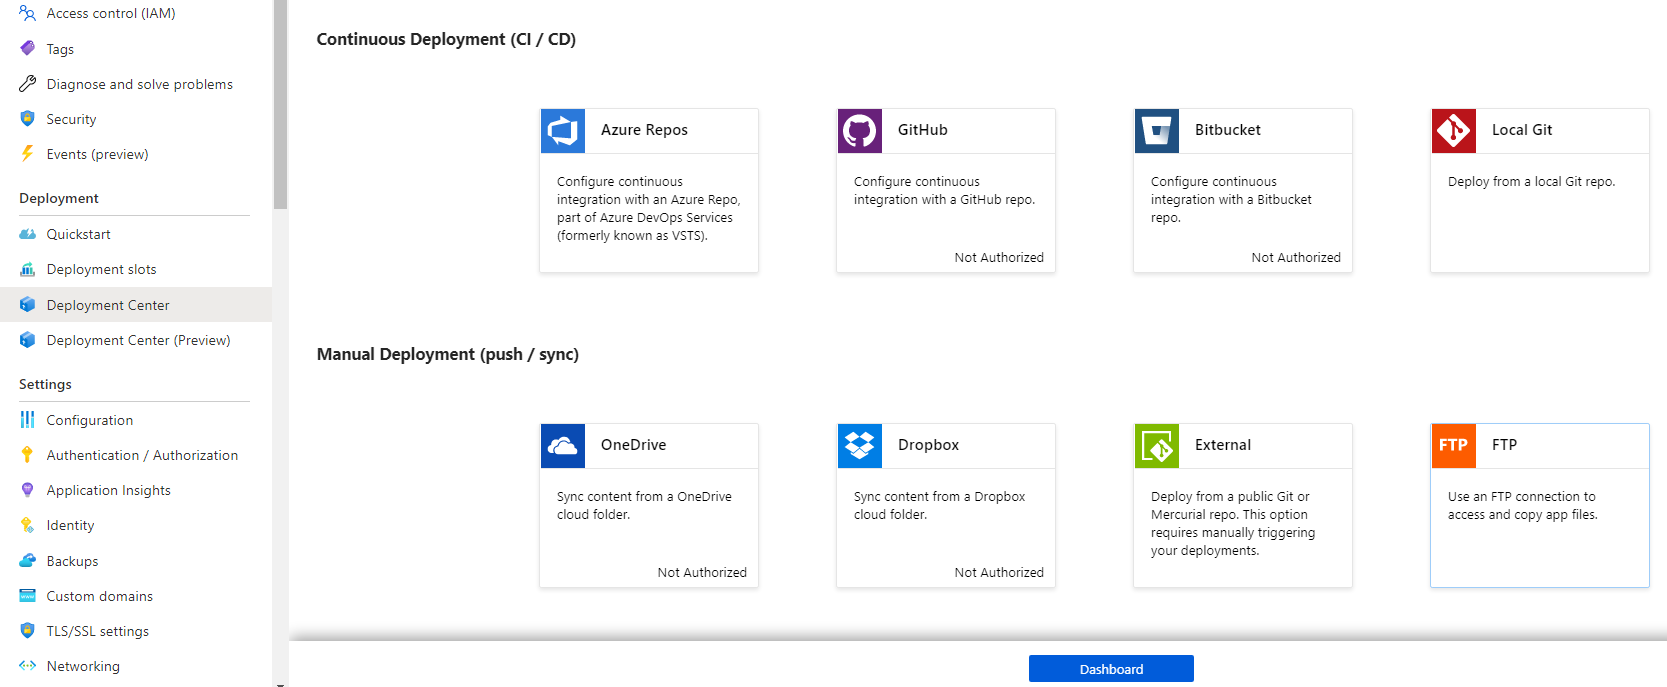 Access control (IAM)
Tags
Diagnose and solve problems
Security
Events (preview)
Deployment
Quickstart
Deployment slots
Deployment Center
Deployment Center (Preview)
Settings
Configuration
Authentication / Authorization
Application Insights
Identity
Backups
Custom domains
TLS/SSL settings
Networking
Continuous Deployment (CI / CD)
Azure Repos
Configure continuous
integration with an Azure Repo,
part of Azure DevOps Services
(formerly known as VSTS).
GitHub
Configure continuous
integration with a GitHub repo.
Not Authorized
Bitbucket
Configure continuous
integration with a Bitbucket
repo.
Not Authorized
Local Git
Deploy from a local Git repo.
Manual Deployment (push / sync)
OneDrive
Sync content from a OneDrive
cloud folder.
Not Authorized
Dropbox
Sync content from a Dropbox
cloud folder.
Not Authorized
External
Deploy from a public Git or
Mercurial repo. This option
requires manually triggering
your deployments.
FTP FTP
Use an FTP connection to
access and copy app files.
Dashboard